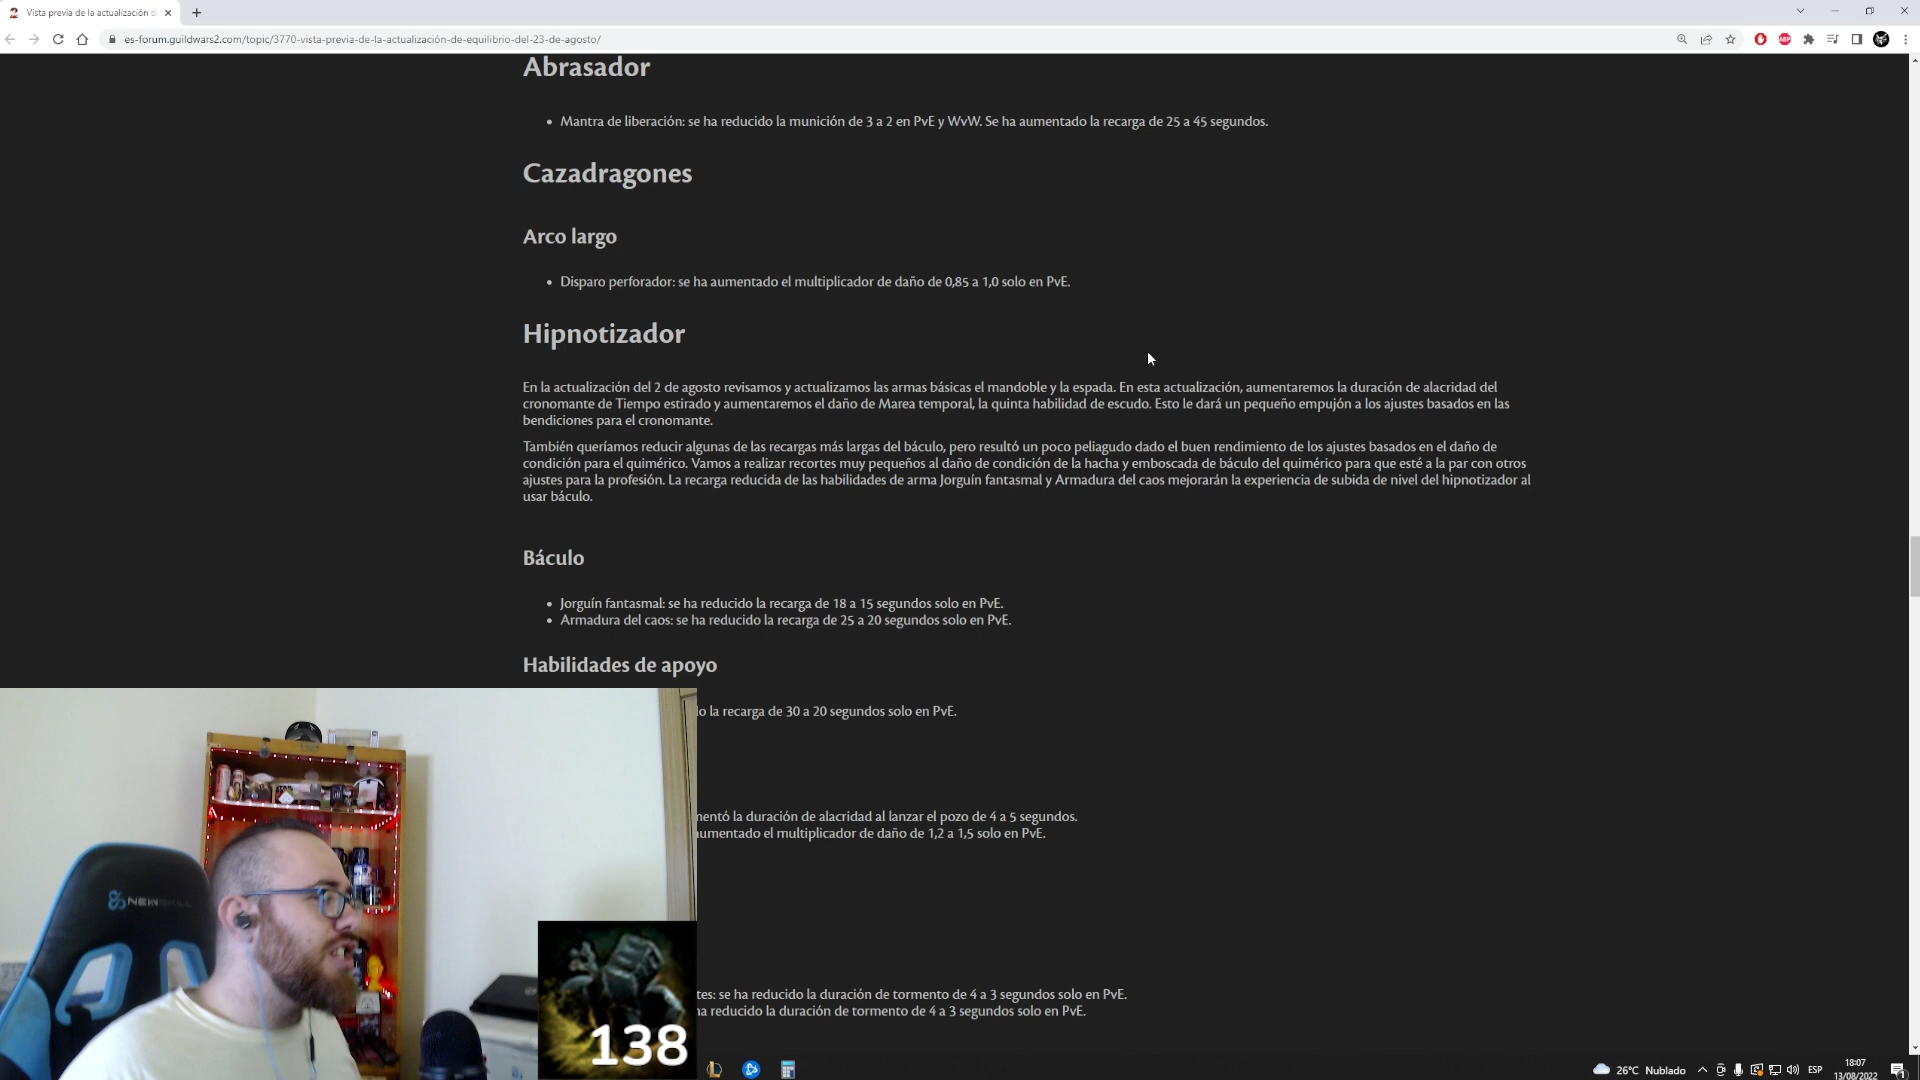 Vista previa de la actualización d
es-forum.guildwars2.com/topic/3770-vista-previa-de-la-actualización-de-equilibrio-del-23-de-agosto/
ABP
Abrasador
• Mantra de liberación: se ha reducido la munición de 3 a 2 en PvE y WvW. Se ha aumentado la recarga de 25 a 45 segundos.
Cazadragones
Arco largo
• Disparo perforador: se ha aumentado el multiplicador de daño de 0,85 a 1,0 solo en PvE.
Hipnotizador
En la actualización del 2 de agosto revisamos y actualizamos las armas básicas el mandoble y la espada. En esta actualización, aumentaremos la duración de alacridad del
cronomante de Tiempo estirado y aumentaremos el daño de Marea temporal, la quinta habilidad de escudo. Esto le dará un pequeño empujón a los ajustes basados en las
bendiciones para el cronomante.
También queríamos reducir algunas de las recargas más largas del báculo, pero resultó un poco peliagudo dado el buen rendimiento de los ajustes basados en el daño de
condición para el quimérico. Vamos a realizar recortes muy pequeños al daño de condición de la hacha y emboscada de báculo del quimérico para que esté a la par con otros
ajustes para la profesión. La recarga reducida de las habilidades de arma Jorguín fantasmal y Armadura del caos mejorarán la experiencia de subida de nivel del hipnotizador al
usar báculo.
Báculo
• Jorguín fantasmal: se ha reducido la recarga de 18 a 15 segundos solo en PvE.
• Armadura del caos: se ha reducido la recarga de 25 a 20 segundos solo en PvE.
Habilidades de apoyo
o la recarga de 30 a 20 segundos solo en PvE.
mentó la duración de alacridad al lanzar el pozo de 4 a 5 segundos.
aumentado el multiplicador de daño de 1,2 a 1,5 solo en PvE.
tes: se ha reducido la duración de tormento de 4 a 3 segundos solo en PvE.
ha reducido la duración de tormento de 4 a 3 segundos solo en PvE.
NEWSKILL
138
26°C Nublado
ESP
18:07
13/08/2022
1